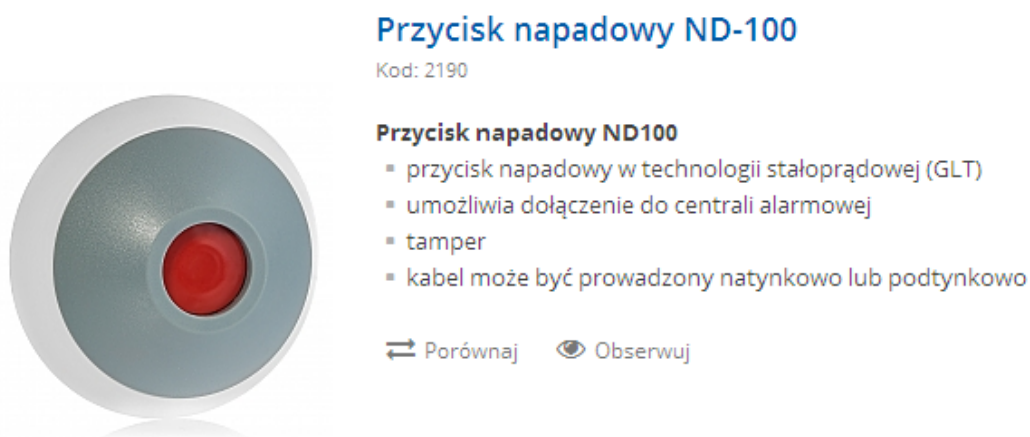 Przycisk napadowy ND-100
Kod: 2190
Przycisk napadowy ND100
przycisk napadowy w technologii stałoprądowej (GLT)
umożliwia dołączenie do centrali alarmowej
tamper
kabel może być prowadzony natynkowo lub podtynkowo
Porównaj Obserwuj